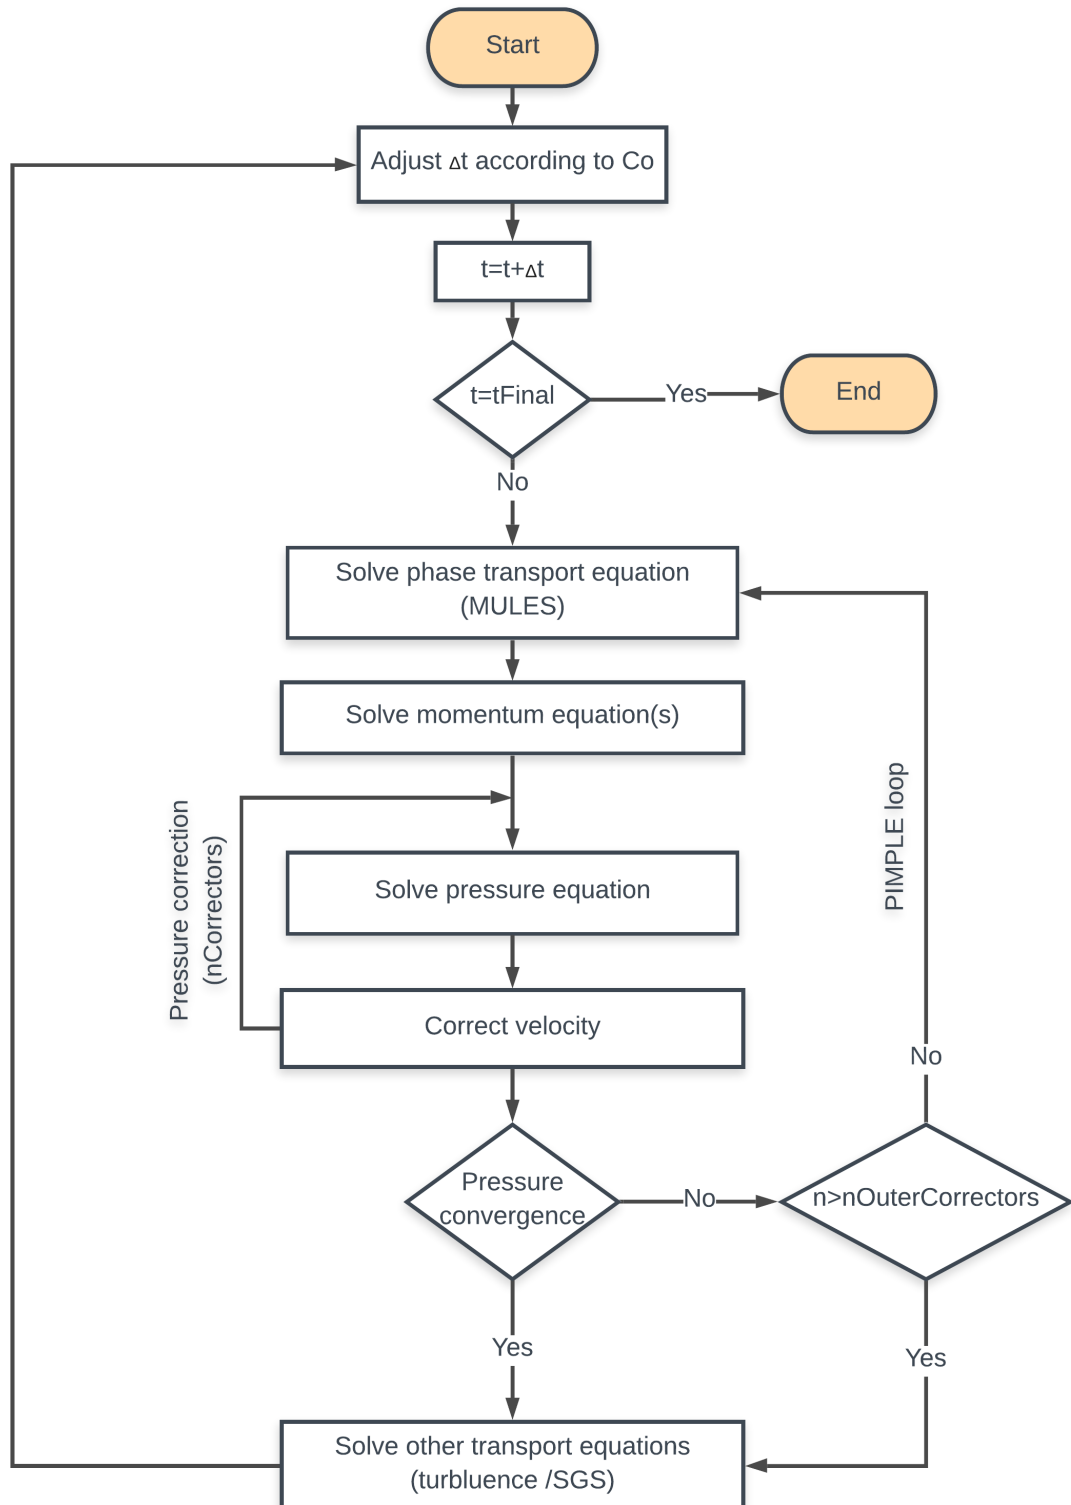 Start
Adjust Δt according to Co
t=t+Δt
t=tFinal
Yes
End
No
Solve phase transport equation
(MULES)
Solve momentum equation(s)
Pressure correction
(nCorrectors)
Solve pressure equation
PIMPLE loop
Correct velocity
No
Pressure
convergence
No
n>nOuterCorrectors
Yes
Yes
Solve other transport equations
(turbluence /SGS)